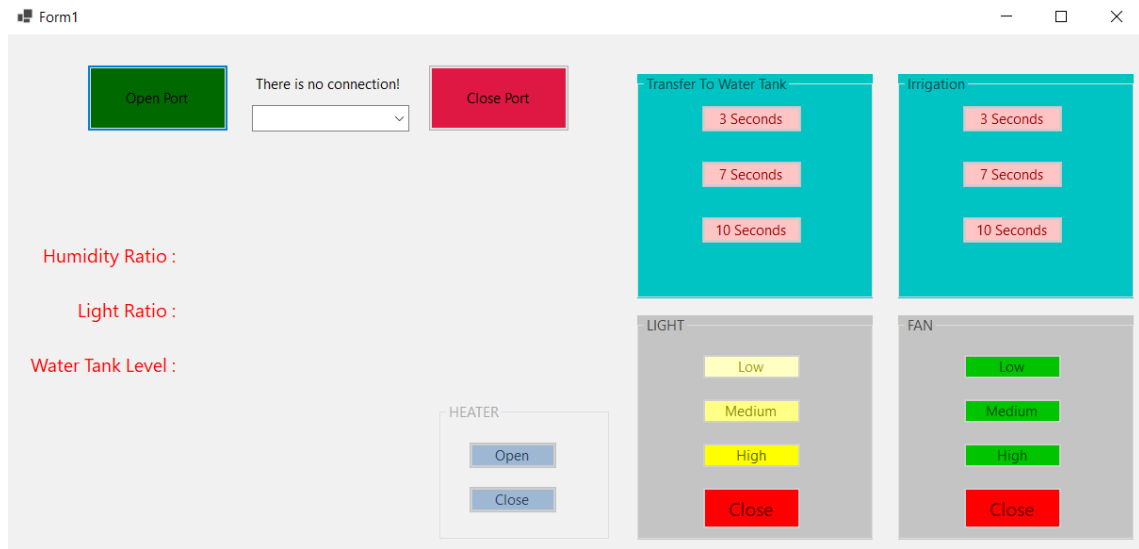 Form1
Open Port
There is no connection!
Close Port
Humidity Ratio :
Light Ratio :
Water Tank Level :
HEATER
Open
Close
Transfer To Water Tank
3 Seconds
7 Seconds
10 Seconds
Irrigation
3 Seconds
7 Seconds
10 Seconds
LIGHT
Low
Medium
High
Close
FAN
Low
Medium
High
Close